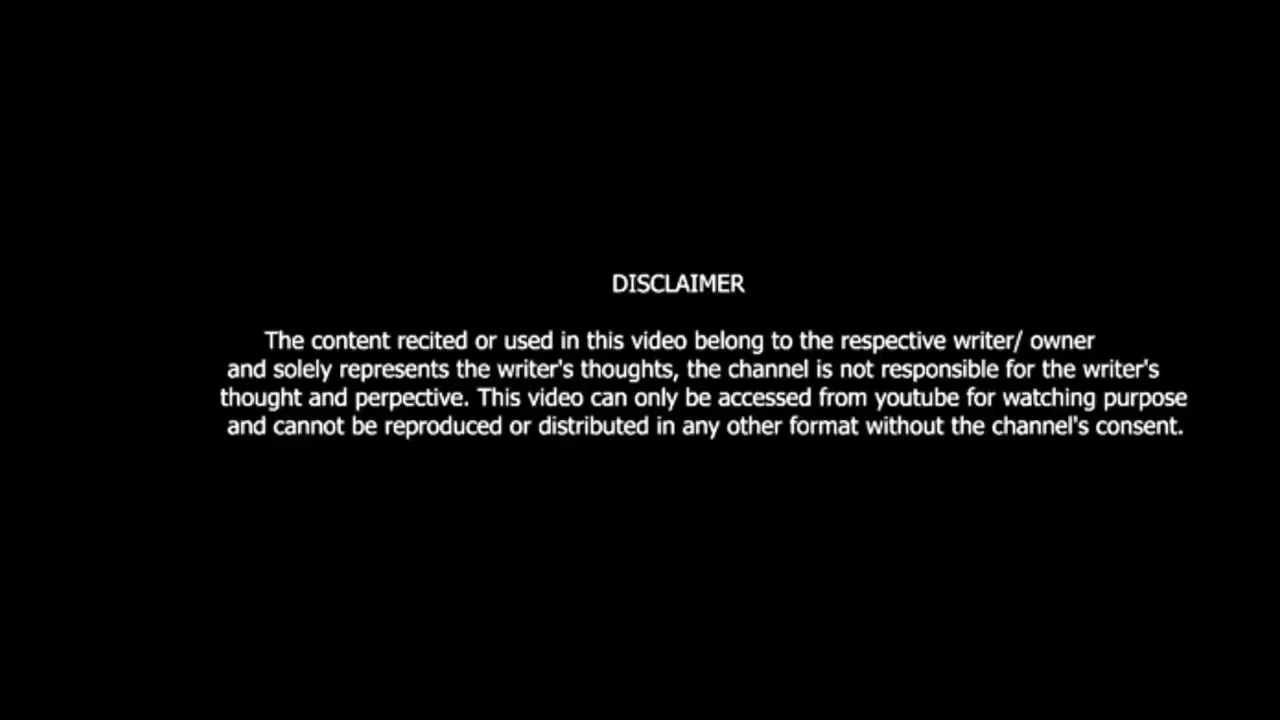 DISCLAIMER
The content recited or used in this video belong to the respective writer/ owner
and solely represents the writer's thoughts, the channel is not responsible for the writer's
thought and perpective. This video can only be accessed from youtube for watching purpose
and cannot be reproduced or distributed in any other format without the channel's consent.